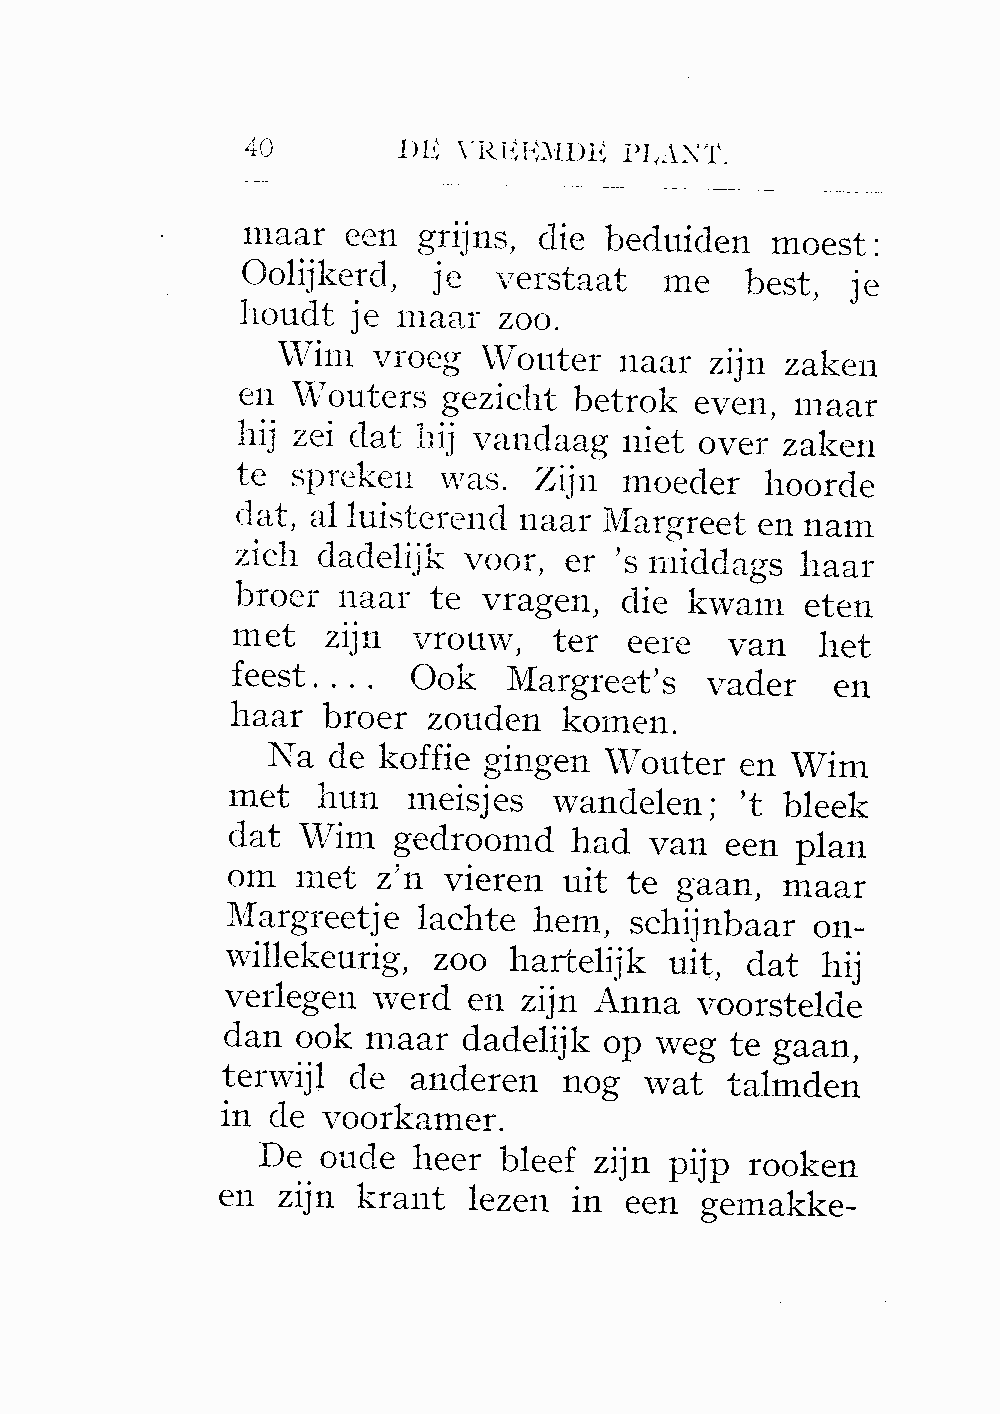 40 DE VREEMDE PLANT.
maar een grijns, die beduiden moest:
Oolijkerd, je verstaat me best, je
houdt je maar zoo.
Wim vroeg Wouter naar zijn zaken
en Wouters gezicht betrok even, maar
hij zei dat hij vandaag niet over zaken
te spreken was. Zijn moeder hoorde
dat, al luisterend naar Margreet en nam
zich dadelijk voor, er 's middags haar
broer naar te vragen, die kwam eten
met zijn vrouw, ter eere van het
feest.... Ook Margreet's vader en
haar broer zouden komen.
Na de koffie gingen Wouter en Wim
met hun meisjes wandelen; 't bleek
dat Wim gedroomd had van een plan
om met z'n vieren uit te gaan, maar
Margreetje lachte hem, schijnbaar on-
willekeurig, zoo hartelijk uit, dat hij
verlegen werd en zijn Anna voorstelde
dan ook maar dadelijk op weg te gaan,
terwijl de anderen nog wat talmden
in de voorkamer.
De oude heer bleef zijn pijp rooken
en zijn krant lezen in een gemakke-